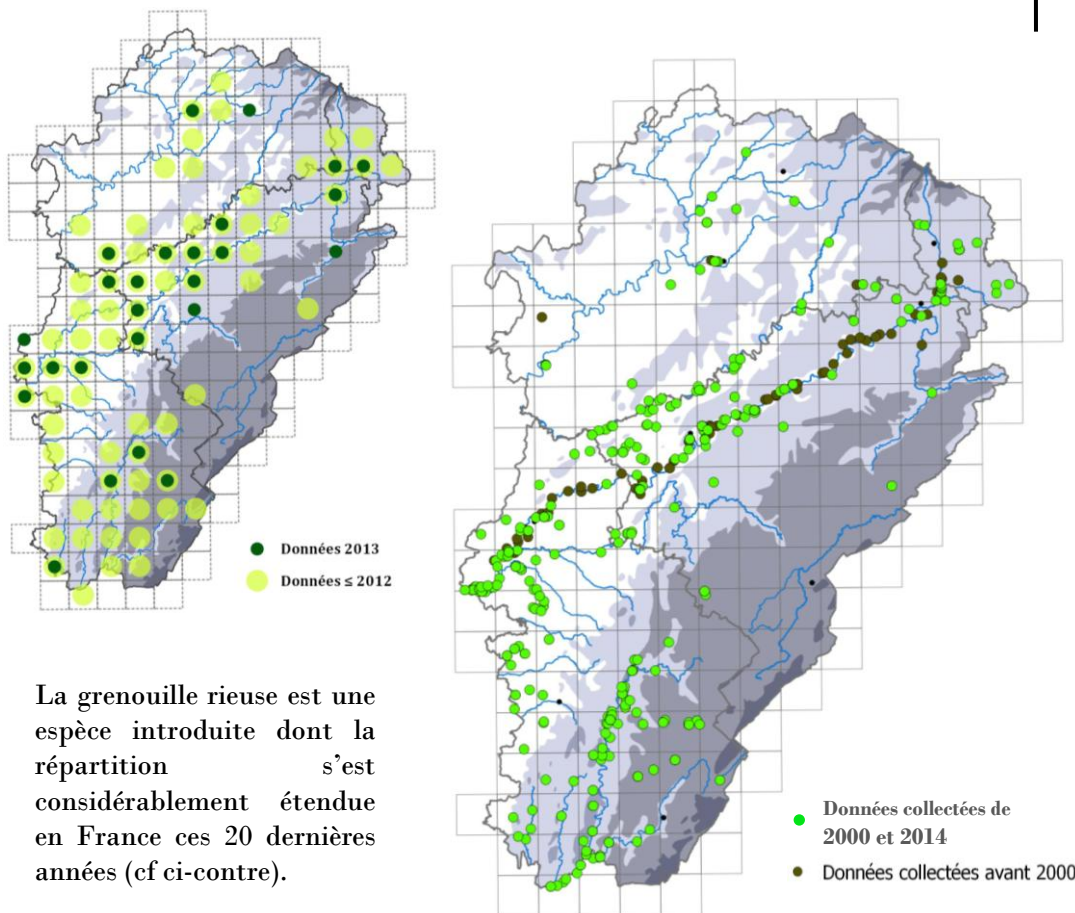 Données 2013
Données ≤ 2012
La grenouille rieuse est une
espèce introduite dont la
répartition s'est
considérablement étendue
en France ces 20 dernières
années (cf ci-contre).
Données collectées de
2000 et 2014
Données collectées avant 2000